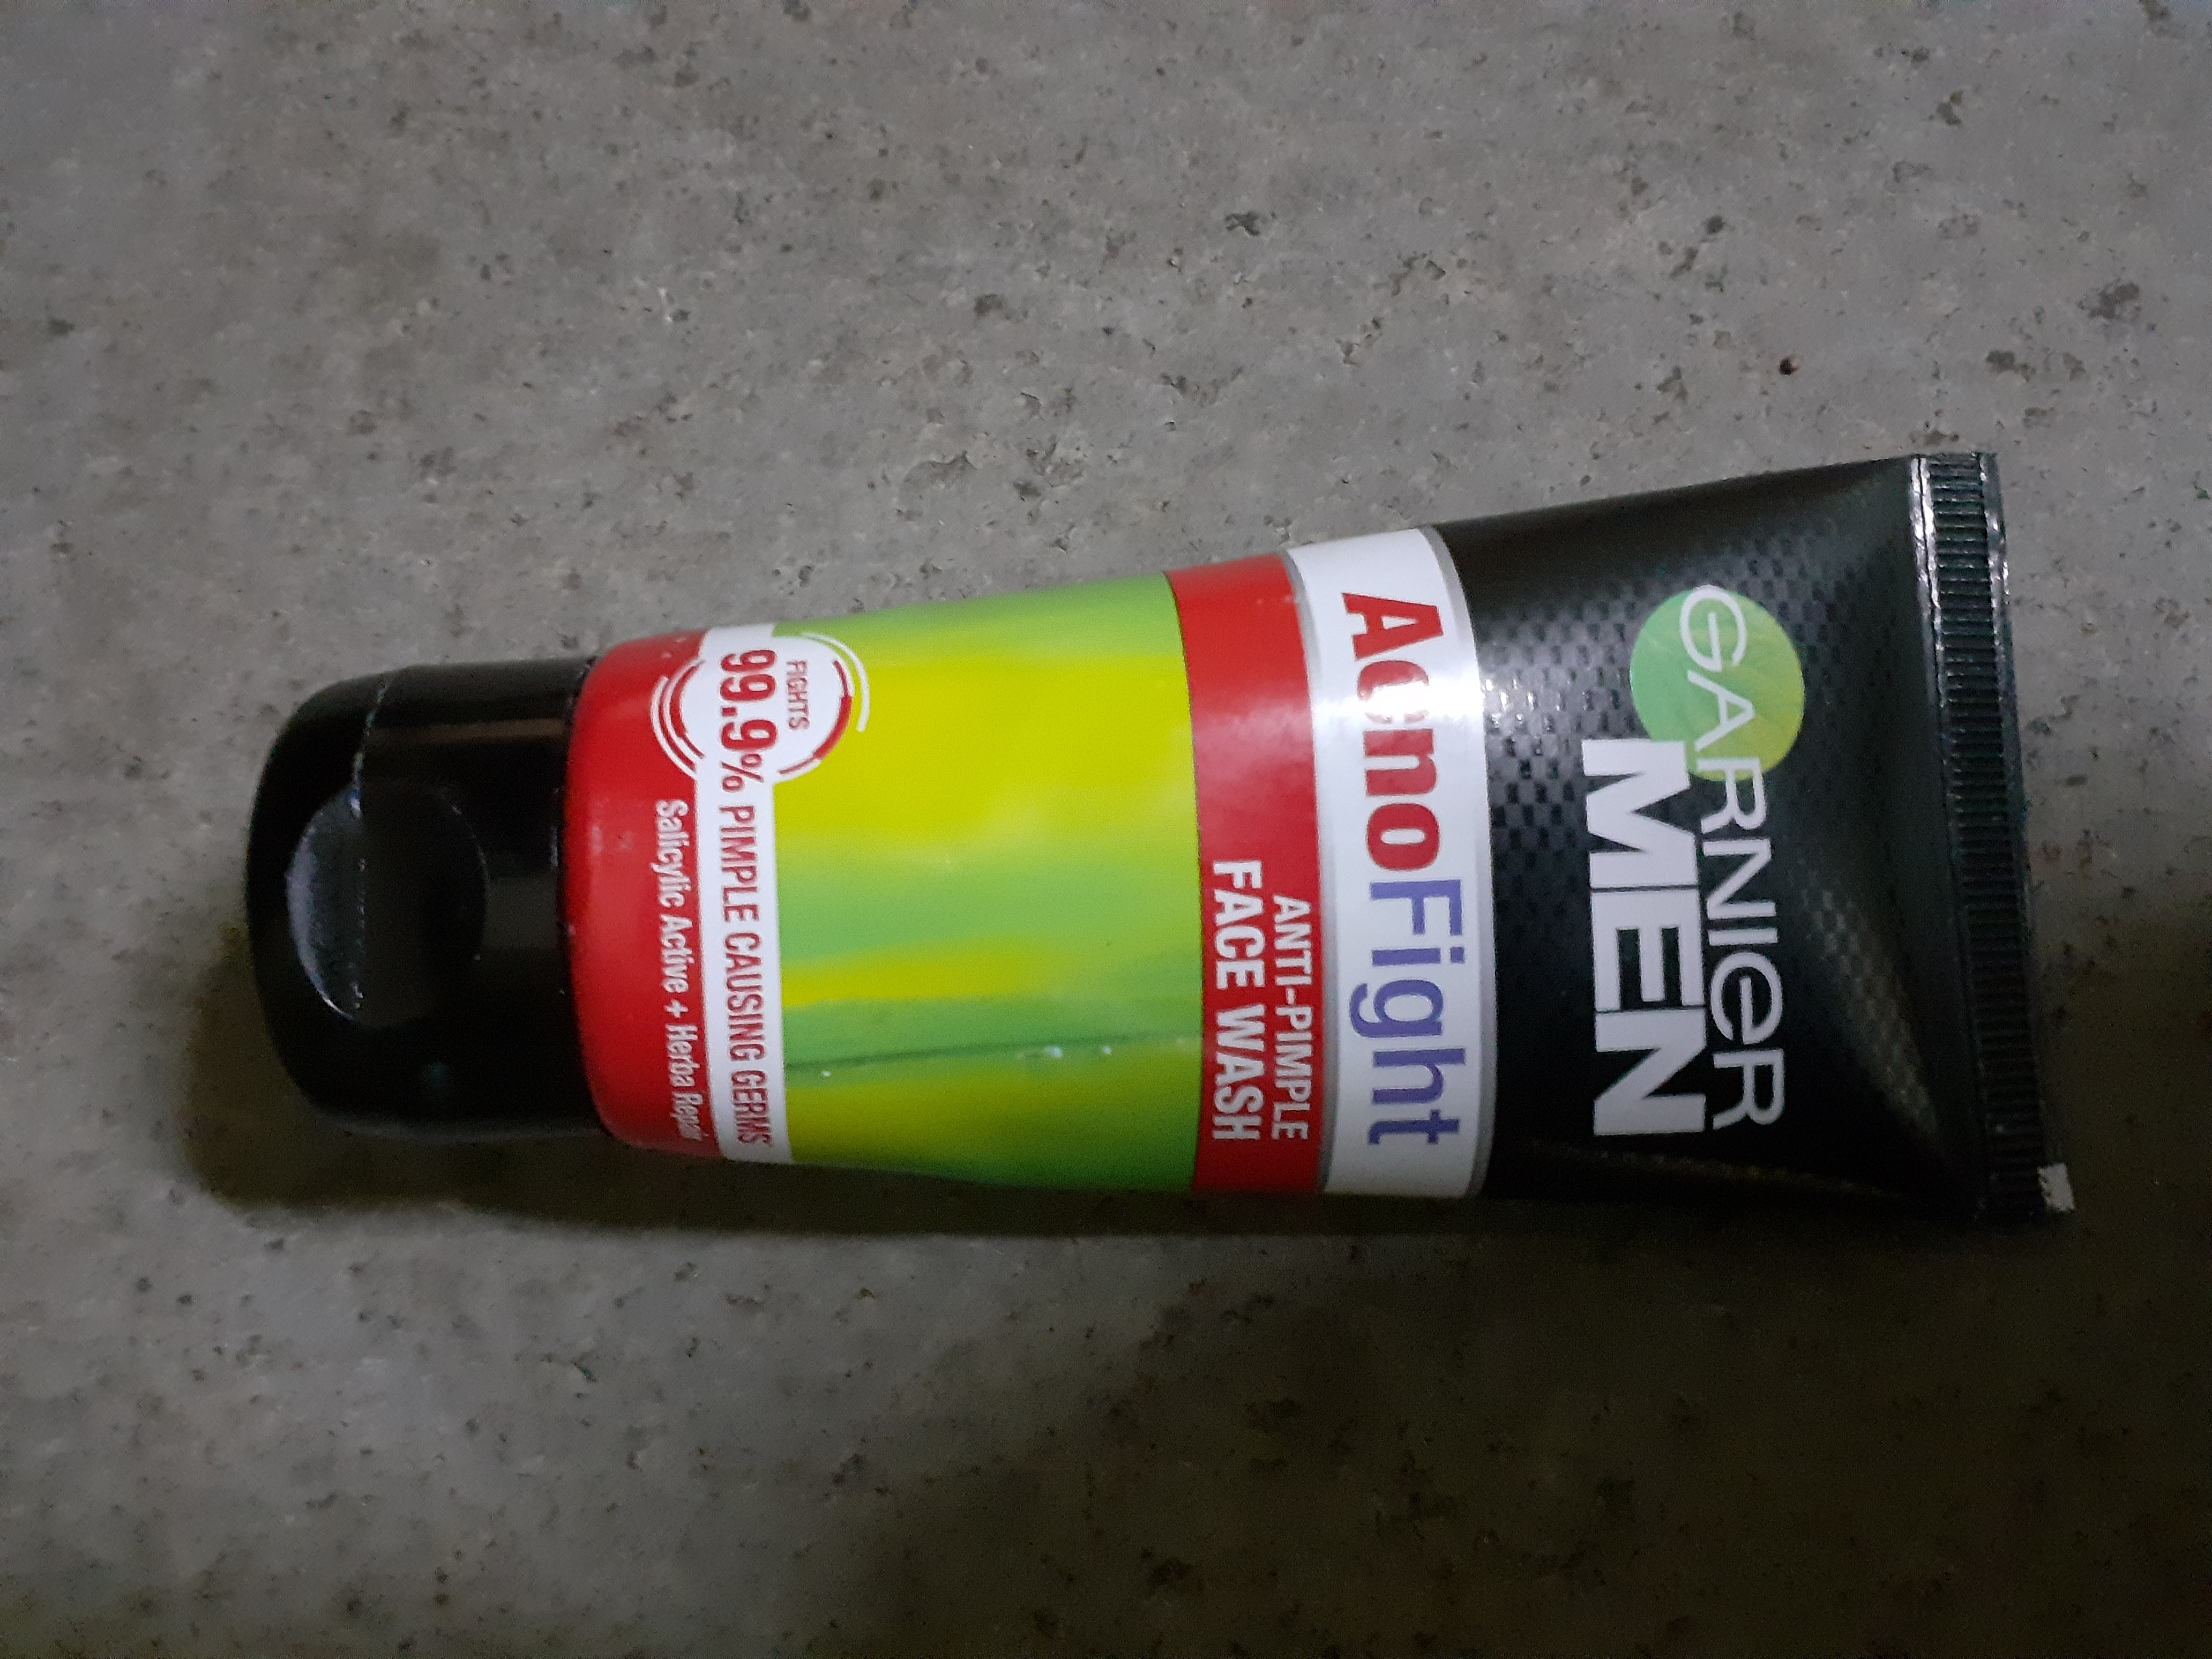 GARNIER
MEN
AcnoFight
ANTI-PIMPLE
FACE WASH
FIGHTS
99.9% PIMPLE CAUSING GERMS
Salicylic Active + Herba Repair